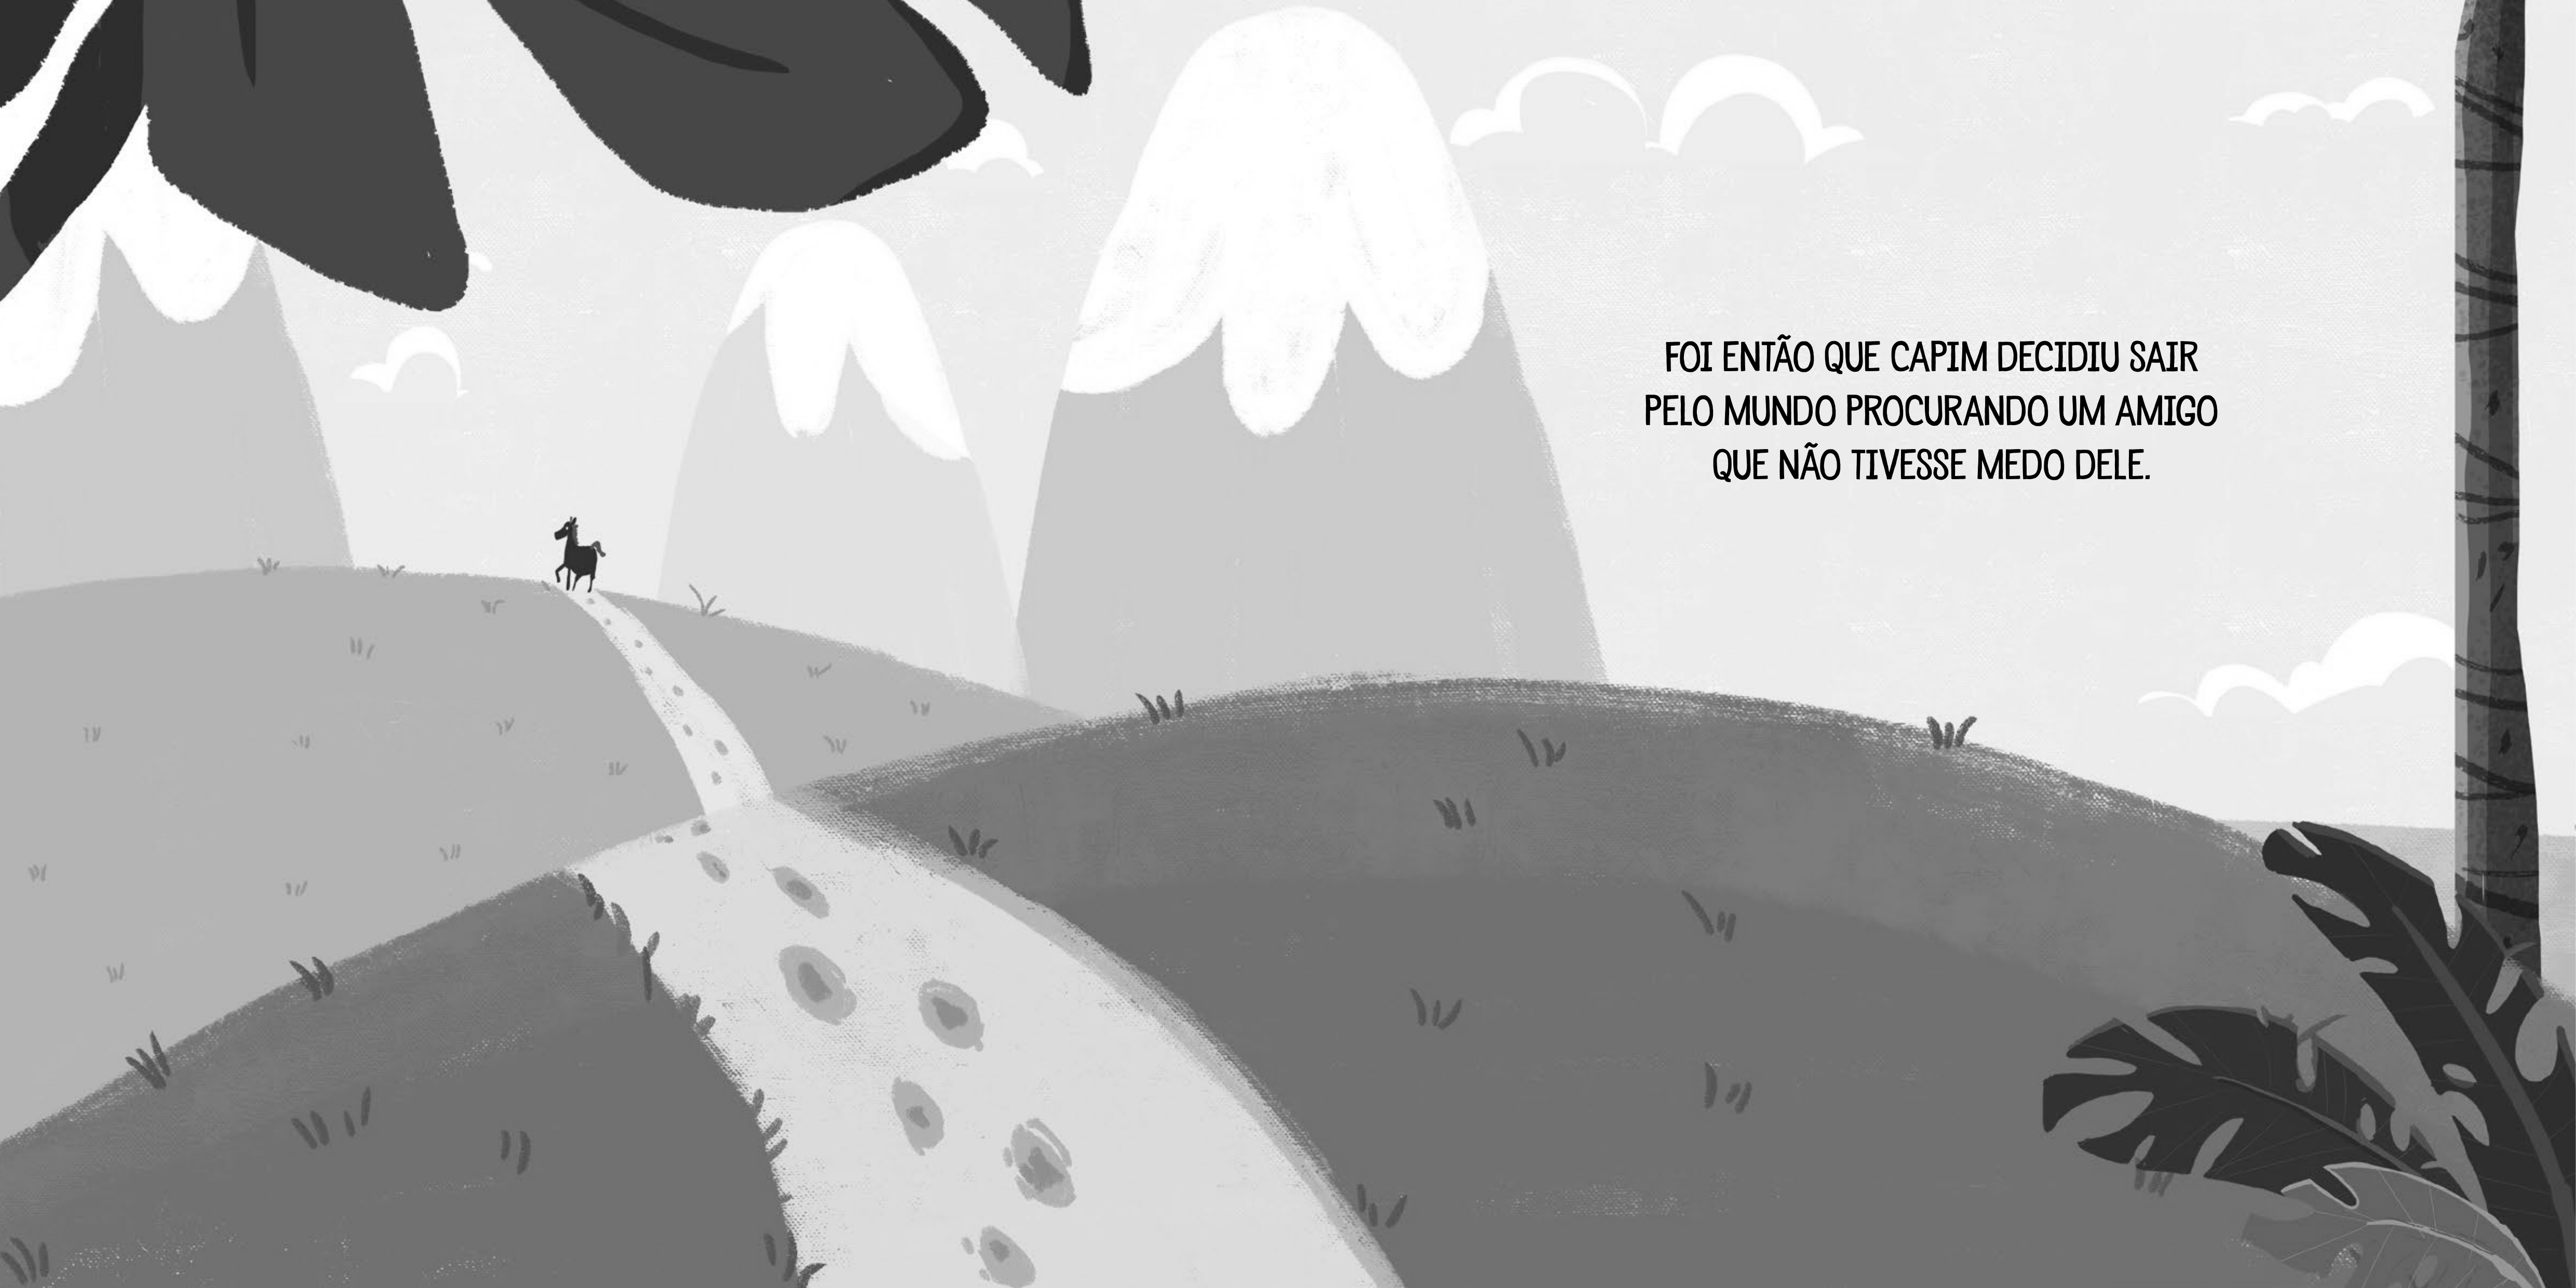 FOI ENTÃO QUE CAPIM DECIDIU SAIR
PELO MUNDO PROCURANDO UM AMIGO
QUE NÃO TIVESSE MEDO DELE.